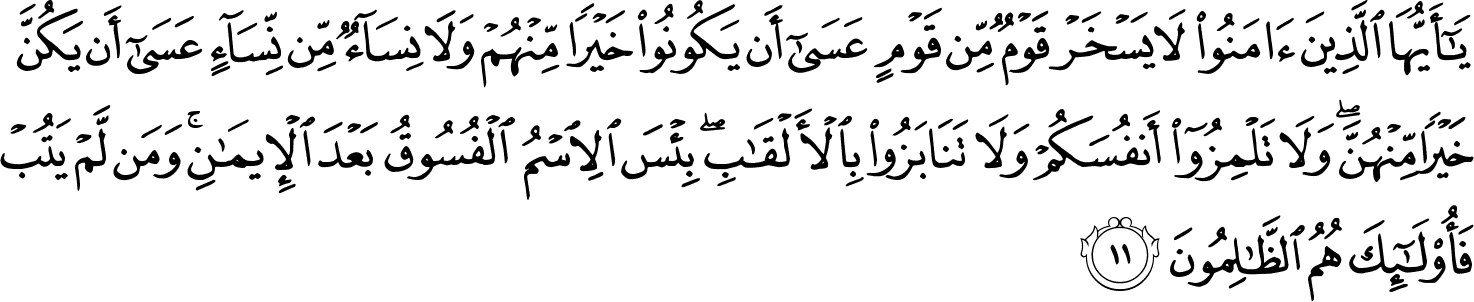 يَٰٓأَيُّهَا ٱلَّذِينَ ءَامَنُوا۟ لَا يَسْخَرْ قَوْمٌ مِّن قَوْمٍ عَسَىٰٓ أَن يَكُونُوا۟ خَيْرًا مِّنْهُمْ وَلَا نِسَآءٌ مِّن نِّسَآءٍ عَسَىٰٓ أَن يَكُنَّ
خَيْرًا مِّنْهُنَّ ۖ وَلَا تَلْمِزُوٓا۟ أَنفُسَكُمْ وَلَا تَنَابَزُوا۟ بِٱلْأَلْقَٰبِ ۖ بِئْسَ ٱلِٱسْمُ ٱلْفُسُوقُ بَعْدَ ٱلْإِيمَٰنِ ۚ وَمَن لَّمْ يَتُبْ
فَأُو۟لَٰٓئِكَ هُمُ ٱلظَّٰلِمُونَ ١١